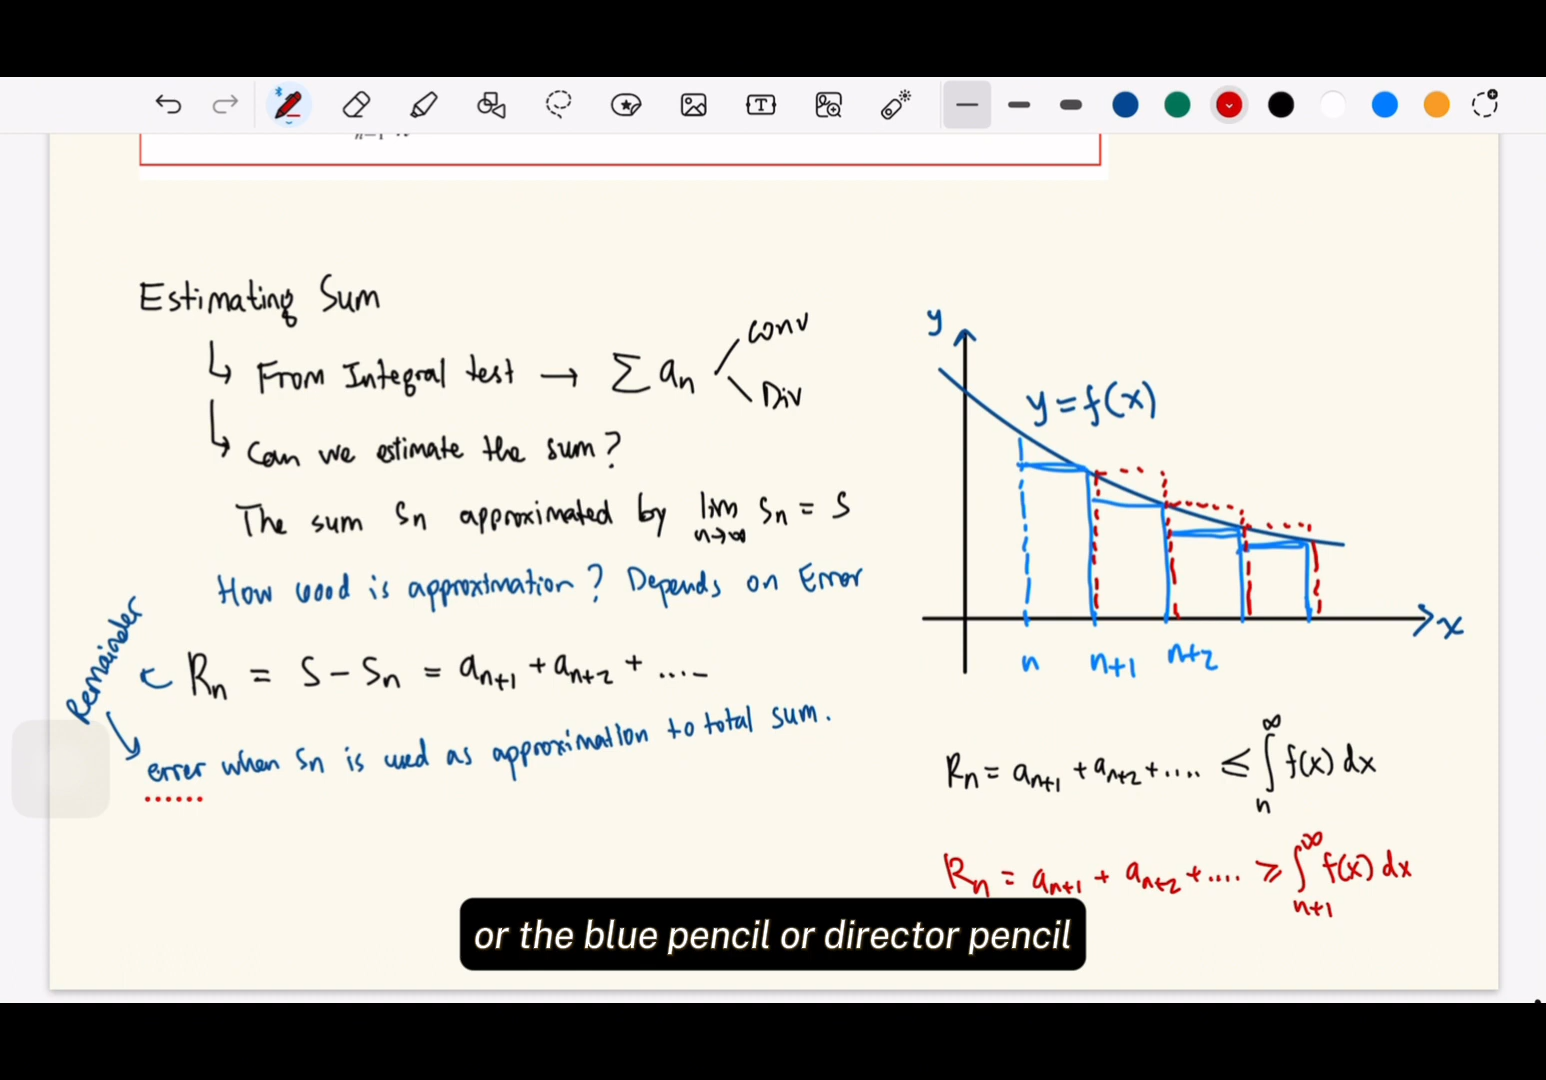 Estimating Sum
↳ From Integral test → ∑ aₙ
conv
Div
↳ Can we estimate the sum?
The sum Sₙ approximated by lim n→∞ Sₙ = S
How good is approximation? Depends on Error
Remainder
Rₙ = S − Sₙ = aₙ₊₁ + aₙ₊₂ + ....
error when Sₙ is used as approximation to total sum.
y
y = f(x)
x
n n+1 n+2
Rₙ = aₙ₊₁ + aₙ₊₂ + .... ≤ ∫ₙ^∞ f(x) dx
Rₙ = aₙ₊₁ + aₙ₊₂ + .... ≥ ∫ₙ₊₁^∞ f(x) dx
or the blue pencil or director pencil